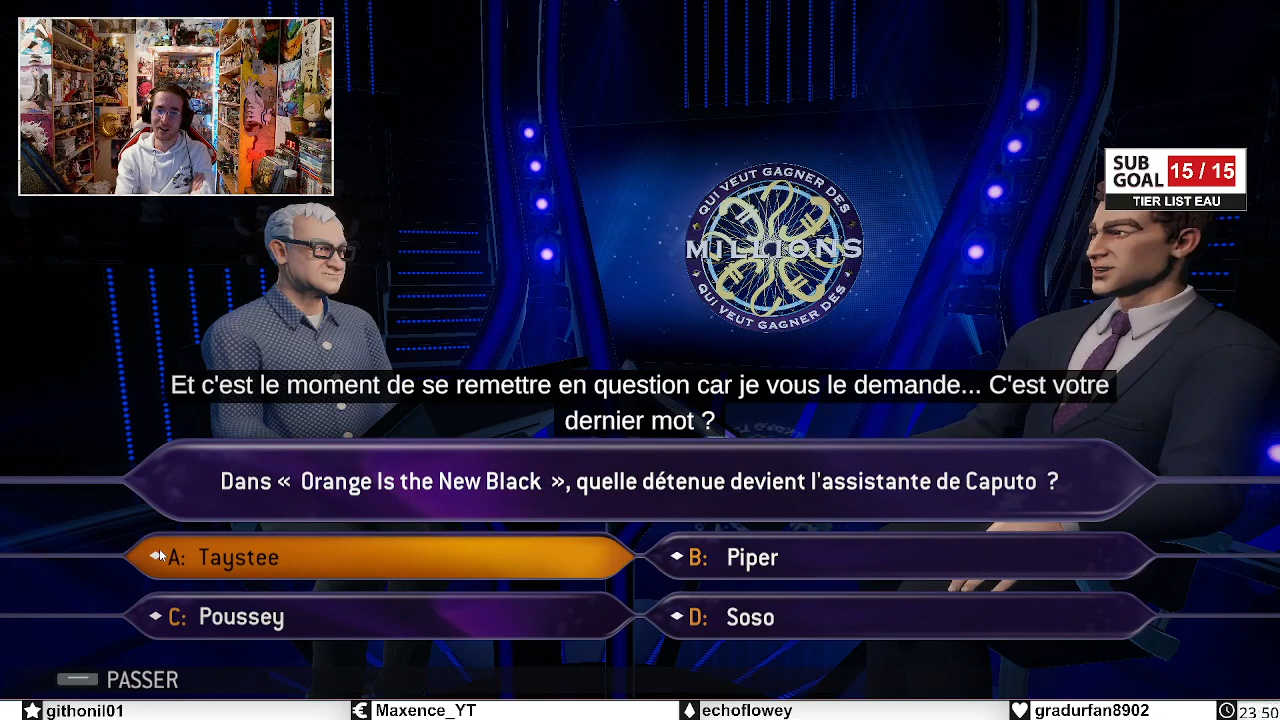 SUB
GOAL
15 / 15
TIER LIST EAU
QUI VEUT GAGNER DES
MILLIONS
QUI VEUT GAGNER DES
Et c'est le moment de se remettre en question car je vous le demande... C'est votre
dernier mot ?
Dans « Orange Is the New Black », quelle détenue devient l'assistante de Caputo ?
A: Taystee
B: Piper
C: Poussey
D: Soso
PASSER
githonil01
Maxence_YT
echoflowey
gradurfan8902
23:50